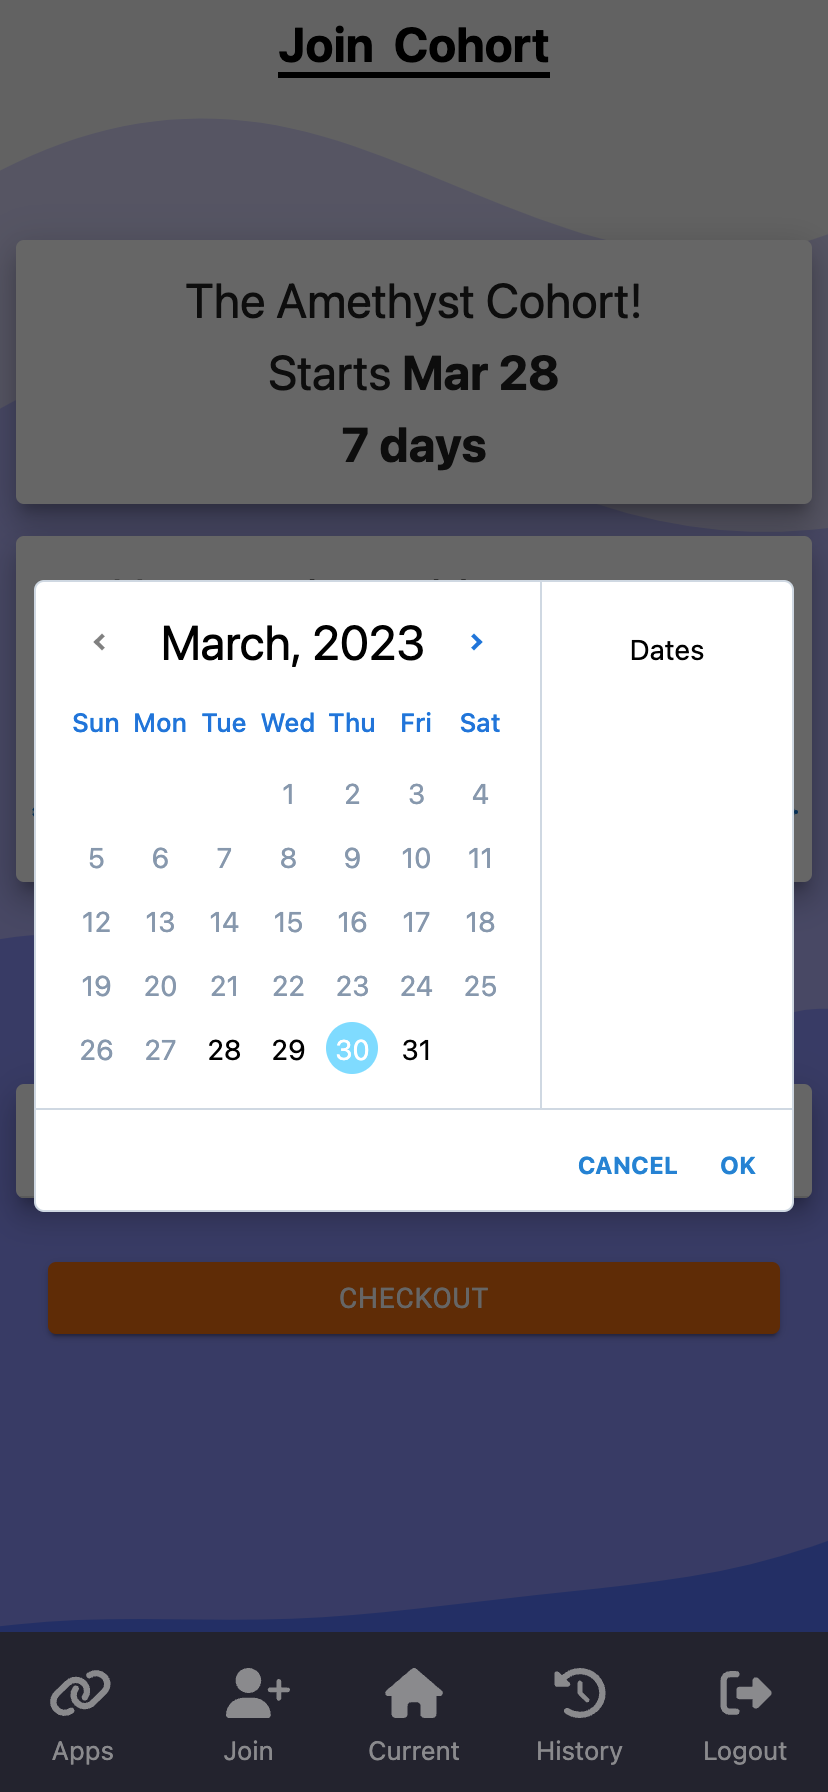 Join Cohort
The Amethyst Cohort!
Starts Mar 28
7 days
March, 2023
Dates
Sun Mon Tue Wed Thu Fri Sat
1 2 3 4
5 6 7 8 9 10 11
12 13 14 15 16 17 18
19 20 21 22 23 24 25
26 27 28 29 30 31
CANCEL OK
CHECKOUT
Apps Join Current History Logout